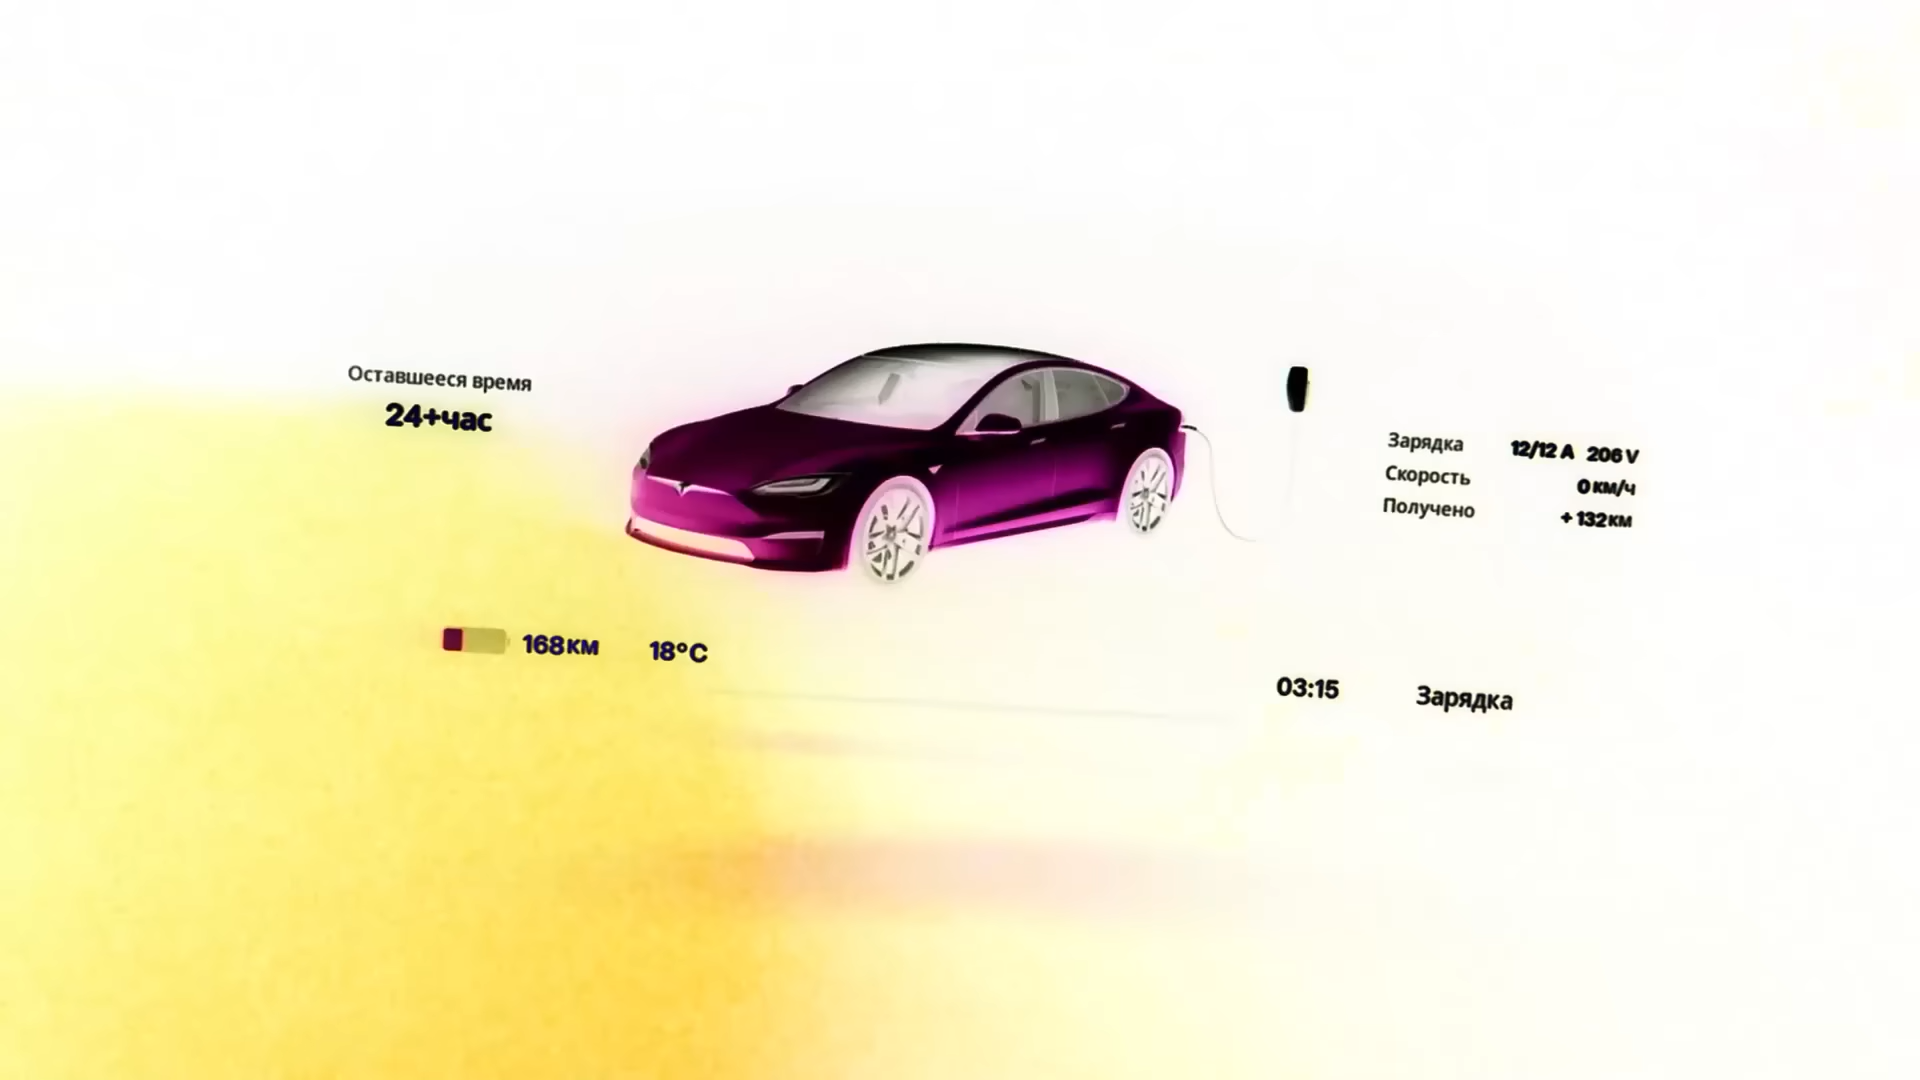 Оставшееся время
24+час
Зарядка 12/12 A 206 V
Скорость 0 км/ч
Получено + 132 км
168 км 18°C
03:15 Зарядка